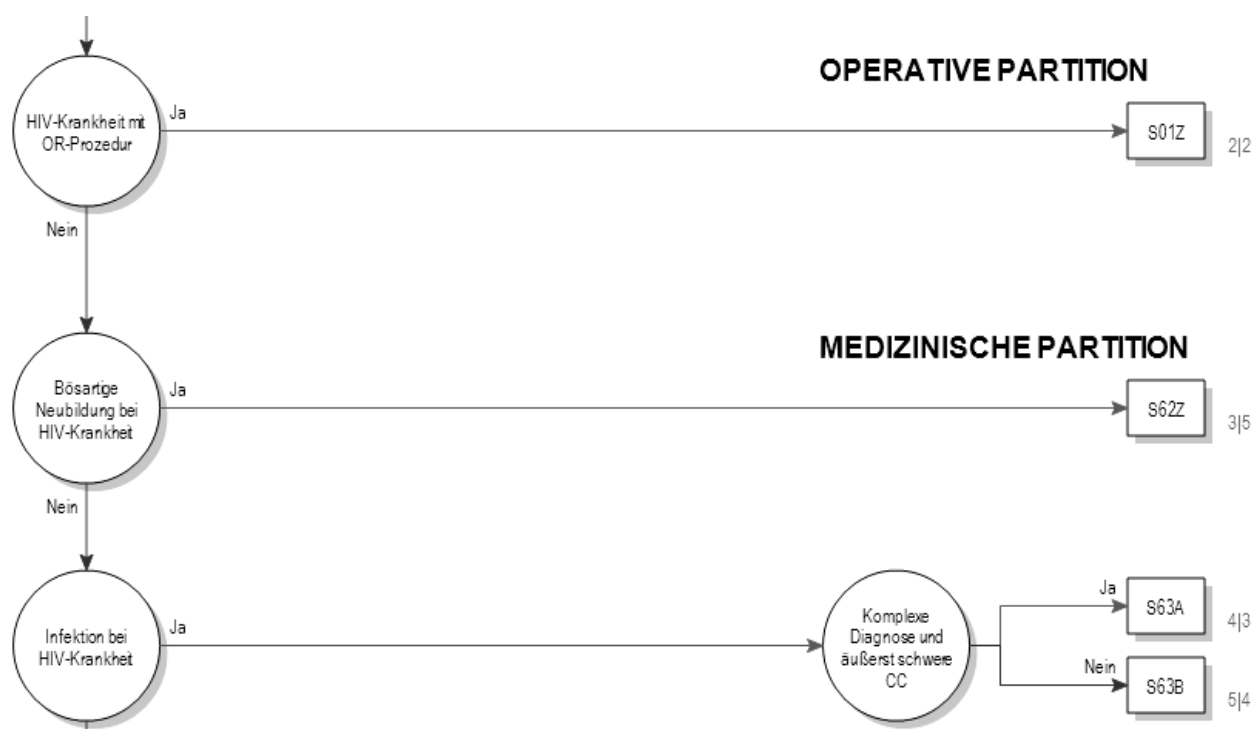 OPERATIVE PARTITION
HIV-Krankheit mit
OR-Prozedur
Ja
S01Z
2|2
Nein
MEDIZINISCHE PARTITION
Bösartige
Neubildung bei
HIV-Krankheit
Ja
S62Z
3|5
Nein
Infektion bei
HIV-Krankheit
Ja
Komplexe
Diagnose und
äußerst schwere
CC
Ja
S63A
4|3
Nein
S63B
5|4